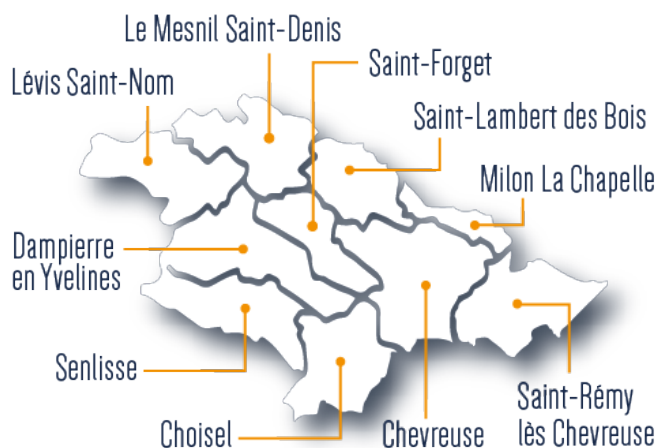 Le Mesnil Saint-Denis
Saint-Forget
Lévis Saint-Nom
Saint-Lambert des Bois
Milon La Chapelle
Dampierre
en Yvelines
Senlisse
Choisel
Chevreuse
Saint-Rémy
lès Chevreuse